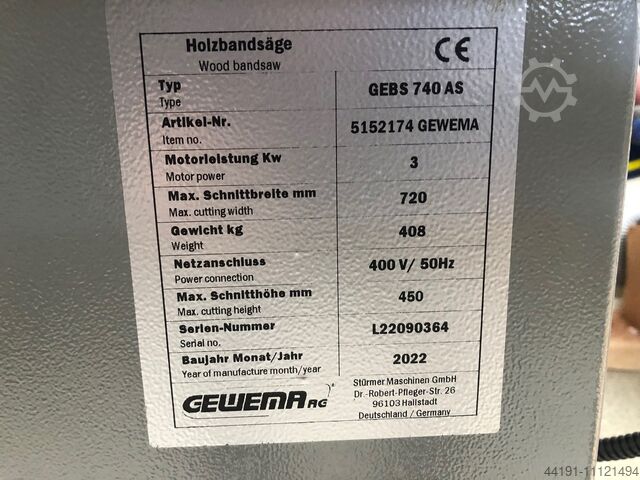 Holzbandsäge CE
Wood bandsaw
Typ GEBS 740 AS
Type
Artikel-Nr. 5152174 GEWEMA
Item no.
Motorleistung Kw 3
Motor power
Max. Schnittbreite mm 720
Max. cutting width
Gewicht kg 408
Weight
Netzanschluss 400 V/ 50Hz
Power connection
Max. Schnitthöhe mm 450
Max. cutting height
Serien-Nummer L22090364
Serial no.
Baujahr Monat/Jahr 2022
Year of manufacture month/year
GEWEMA AG
Stürmer Maschinen GmbH
Dr.-Robert-Pfleger-Str. 26
96103 Hallstadt
Deutschland / Germany
44191-11121494